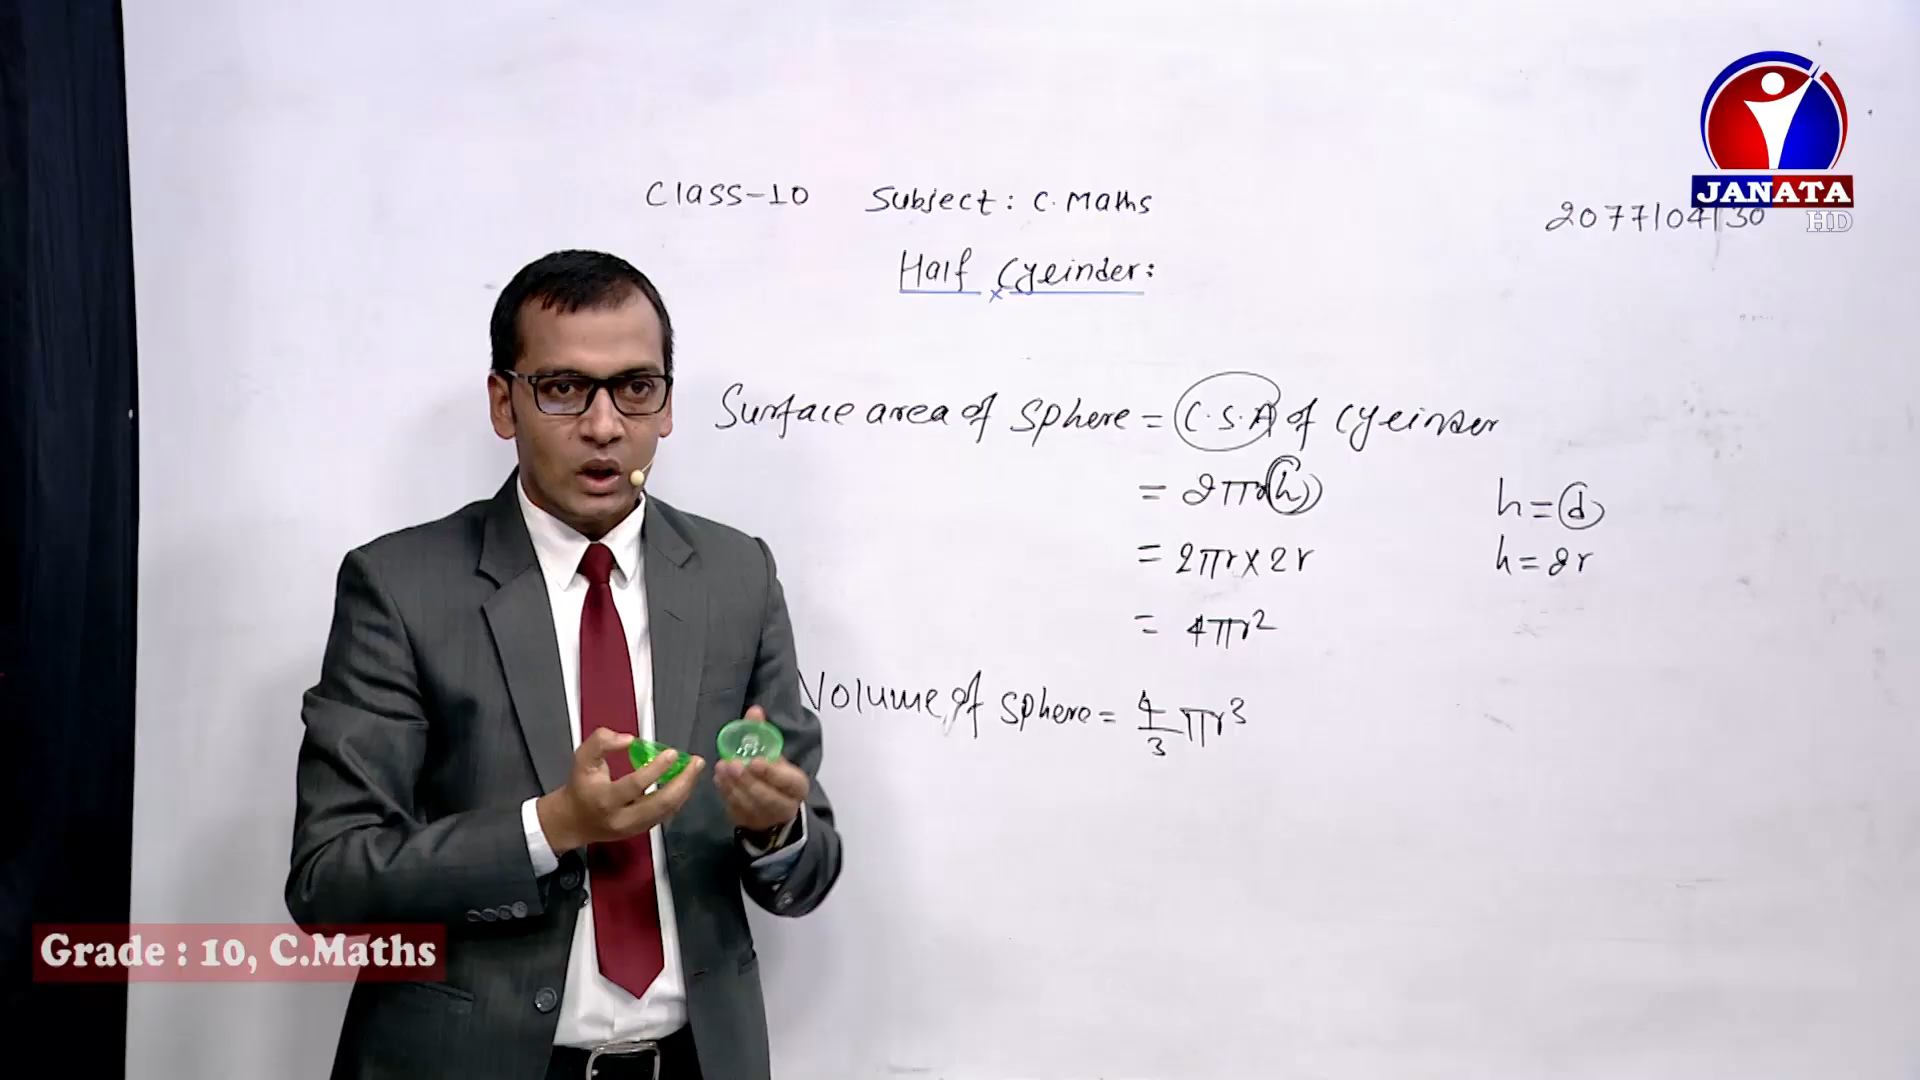 JANATA
HD
Class-10 Subject: C. Maths
2077/04/30
Half Cylinder:
Surface area of Sphere = C.S.A of Cylinder
= 2πr(h)
h = d
= 2πr × 2r
h = 2r
= 4πr²
Volume of Sphere = 4/3 πr³
Grade : 10, C.Maths